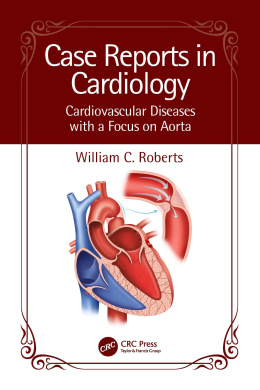 Case Reports in
Cardiology
Cardiovascular Diseases
with a Focus on Aorta
William C. Roberts
CRC
CRC Press
Taylor & Francis Group